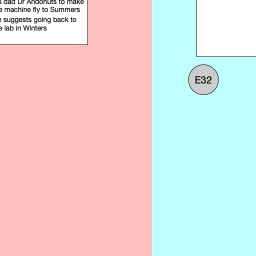 dad Dr Andonuts to make
machine fly to Summers
suggests going back to
lab in Winters
E32